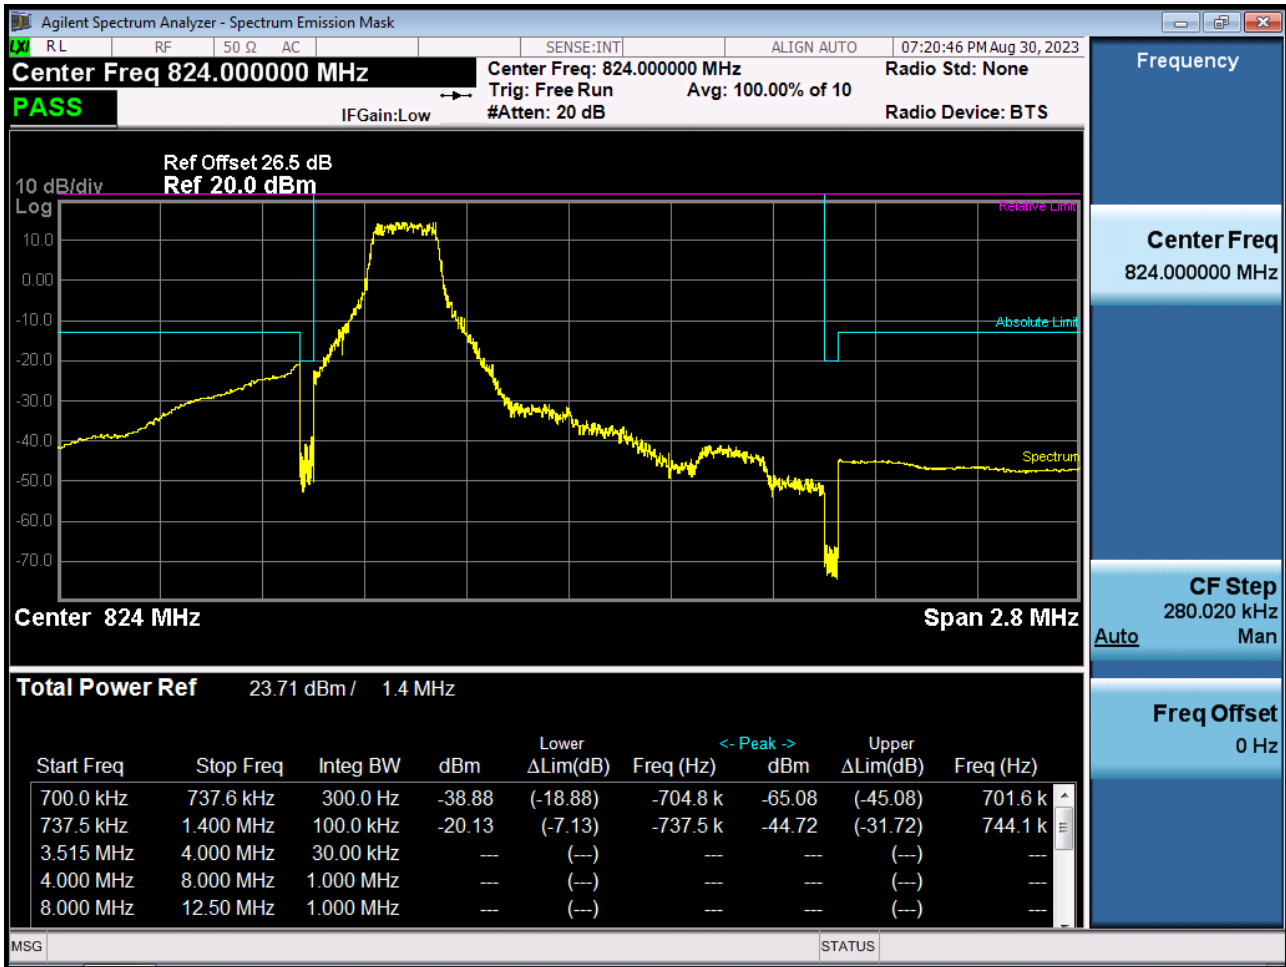 Agilent Spectrum Analyzer - Spectrum Emission Mask
LXI RL RF 50 Ω AC SENSE:INT ALIGN AUTO 07:20:46 PM Aug 30, 2023
Center Freq 824.000000 MHz
Center Freq: 824.000000 MHz
Radio Std: None
Trig: Free Run Avg: 100.00% of 10
PASS
IFGain:Low
#Atten: 20 dB
Radio Device: BTS
Ref Offset 26.5 dB
10 dB/div Ref 20.0 dBm
Log
Relative Limit
10.0
0.00
-10.0
Absolute Limit
-20.0
-30.0
-40.0
Spectrum
-50.0
-60.0
-70.0
Center 824 MHz Span 2.8 MHz
Total Power Ref 23.71 dBm / 1.4 MHz
Lower <- Peak -> Upper
Start Freq Stop Freq Integ BW dBm ΔLim(dB) Freq (Hz) dBm ΔLim(dB) Freq (Hz)
700.0 kHz 737.6 kHz 300.0 Hz -38.88 (-18.88) -704.8 k -65.08 (-45.08) 701.6 k
737.5 kHz 1.400 MHz 100.0 kHz -20.13 (-7.13) -737.5 k -44.72 (-31.72) 744.1 k
3.515 MHz 4.000 MHz 30.00 kHz --- (---) --- --- (---) ---
4.000 MHz 8.000 MHz 1.000 MHz --- (---) --- --- (---) ---
8.000 MHz 12.50 MHz 1.000 MHz --- (---) --- --- (---) ---
MSG STATUS
Frequency
Center Freq
824.000000 MHz
CF Step
280.020 kHz
Auto Man
Freq Offset
0 Hz